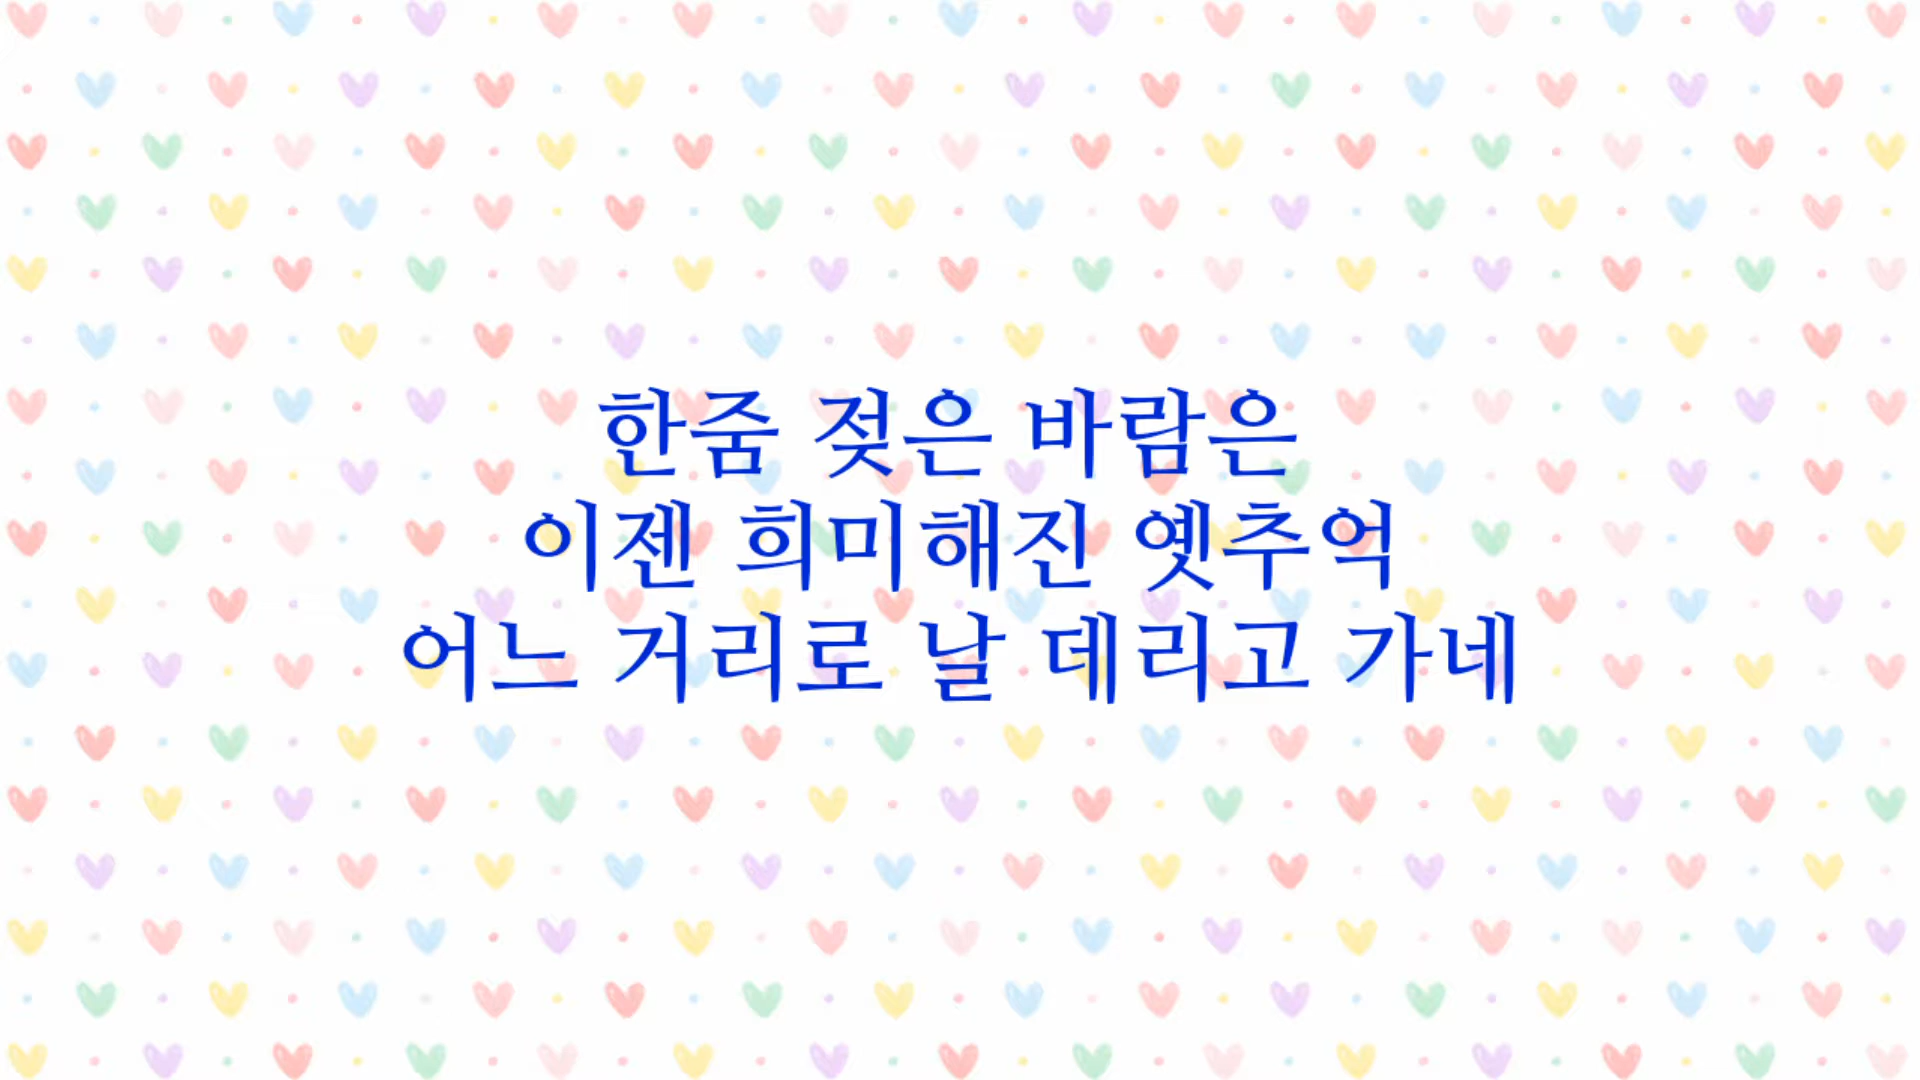 한줌 젖은 바람은
이젠 희미해진 옛추억
어느 거리로 날 데리고 가네